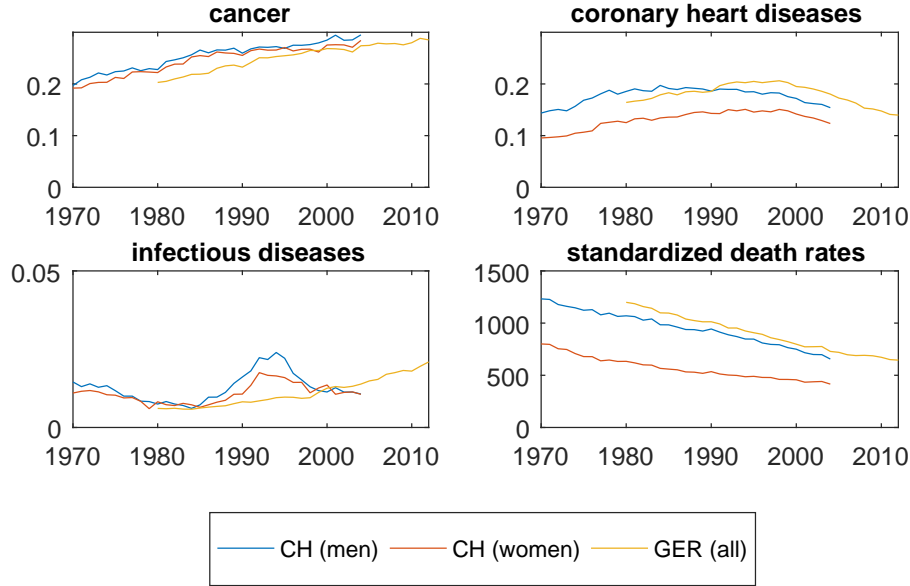 cancer
0.2
0.1
0
1970 1980 1990 2000 2010
coronary heart diseases
0.2
0.1
0
1970 1980 1990 2000 2010
infectious diseases
0.05
0
1970 1980 1990 2000 2010
standardized death rates
1500
1000
500
0
1970 1980 1990 2000 2010
CH (men) CH (women) GER (all)